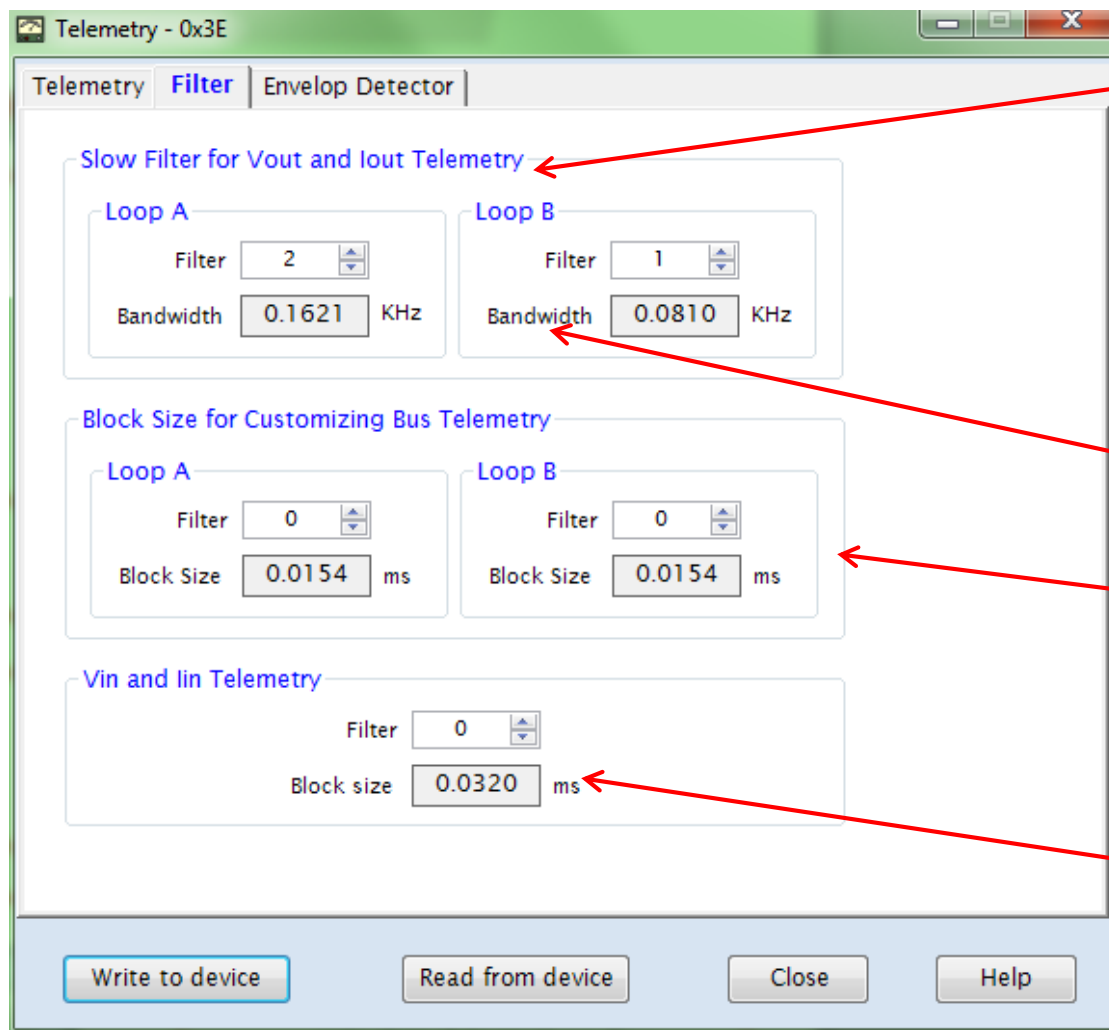 Telemetry - 0x3E
Telemetry Filter Envelop Detector
Slow Filter for Vout and Iout Telemetry
Loop A Loop B
Filter 2 Filter 1
Bandwidth 0.1621 KHz Bandwidth 0.0810 KHz
Block Size for Customizing Bus Telemetry
Loop A Loop B
Filter 0 Filter 0
Block Size 0.0154 ms Block Size 0.0154 ms
Vin and Iin Telemetry
Filter 0
Block size 0.0320 ms
Write to device Read from device Close Help